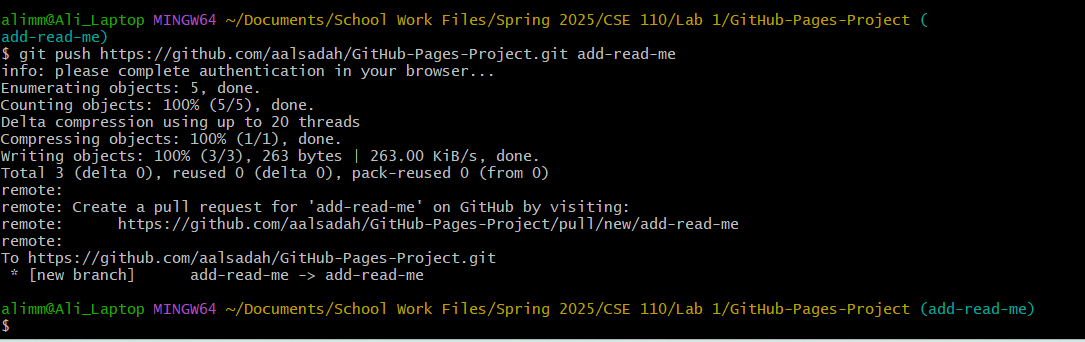 alimm@Ali_Laptop MINGW64 ~/Documents/School Work Files/Spring 2025/CSE 110/Lab 1/GitHub-Pages-Project (
add-read-me)
$ git push https://github.com/aalsadah/GitHub-Pages-Project.git add-read-me
info: please complete authentication in your browser...
Enumerating objects: 5, done.
Counting objects: 100% (5/5), done.
Delta compression using up to 20 threads
Compressing objects: 100% (1/1), done.
Writing objects: 100% (3/3), 263 bytes | 263.00 KiB/s, done.
Total 3 (delta 0), reused 0 (delta 0), pack-reused 0 (from 0)
remote:
remote: Create a pull request for 'add-read-me' on GitHub by visiting:
remote:      https://github.com/aalsadah/GitHub-Pages-Project/pull/new/add-read-me
remote:
To https://github.com/aalsadah/GitHub-Pages-Project.git
 * [new branch]      add-read-me -> add-read-me
alimm@Ali_Laptop MINGW64 ~/Documents/School Work Files/Spring 2025/CSE 110/Lab 1/GitHub-Pages-Project (add-read-me)
$